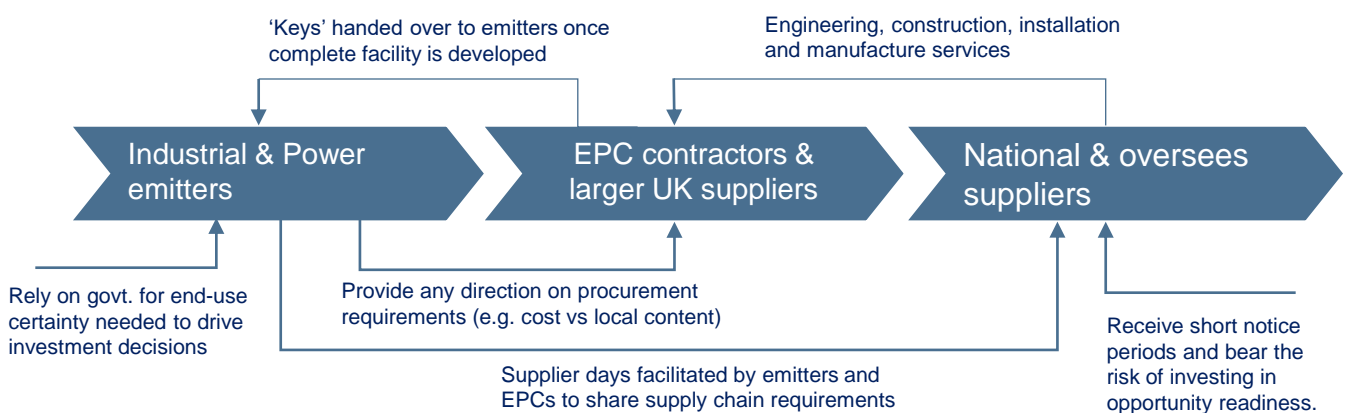 ‘Keys’ handed over to emitters once
complete facility is developed
Engineering, construction, installation
and manufacture services
Industrial & Power
emitters
EPC contractors &
larger UK suppliers
National & oversees
suppliers
Rely on govt. for end-use
certainty needed to drive
investment decisions
Provide any direction on procurement
requirements (e.g. cost vs local content)
Supplier days facilitated by emitters and
EPCs to share supply chain requirements
Receive short notice
periods and bear the
risk of investing in
opportunity readiness.